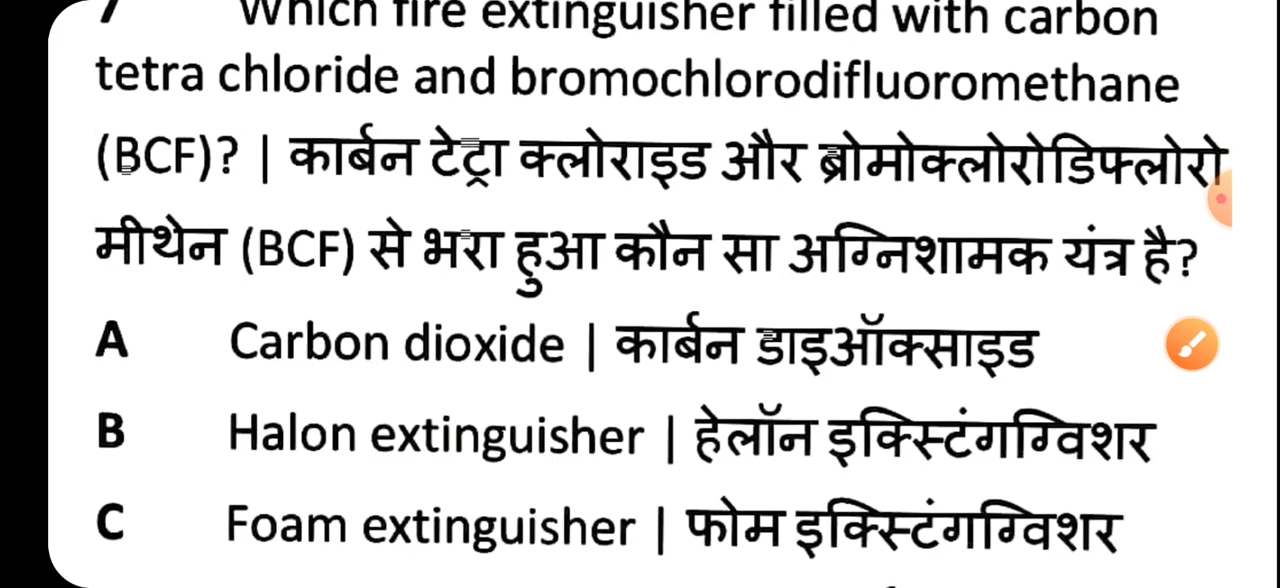 7 Which fire extinguisher filled with carbon
tetra chloride and bromochlorodifluoromethane
(BCF)? | कार्बन टेट्रा क्लोराइड और ब्रोमोक्लोरोडिफ्लोरो
मीथेन (BCF) से भरा हुआ कौन सा अग्निशामक यंत्र है?
A Carbon dioxide | कार्बन डाइऑक्साइड
B Halon extinguisher | हेलॉन इक्स्टिंगग्विशर
C Foam extinguisher | फोम इक्स्टिंगग्विशर